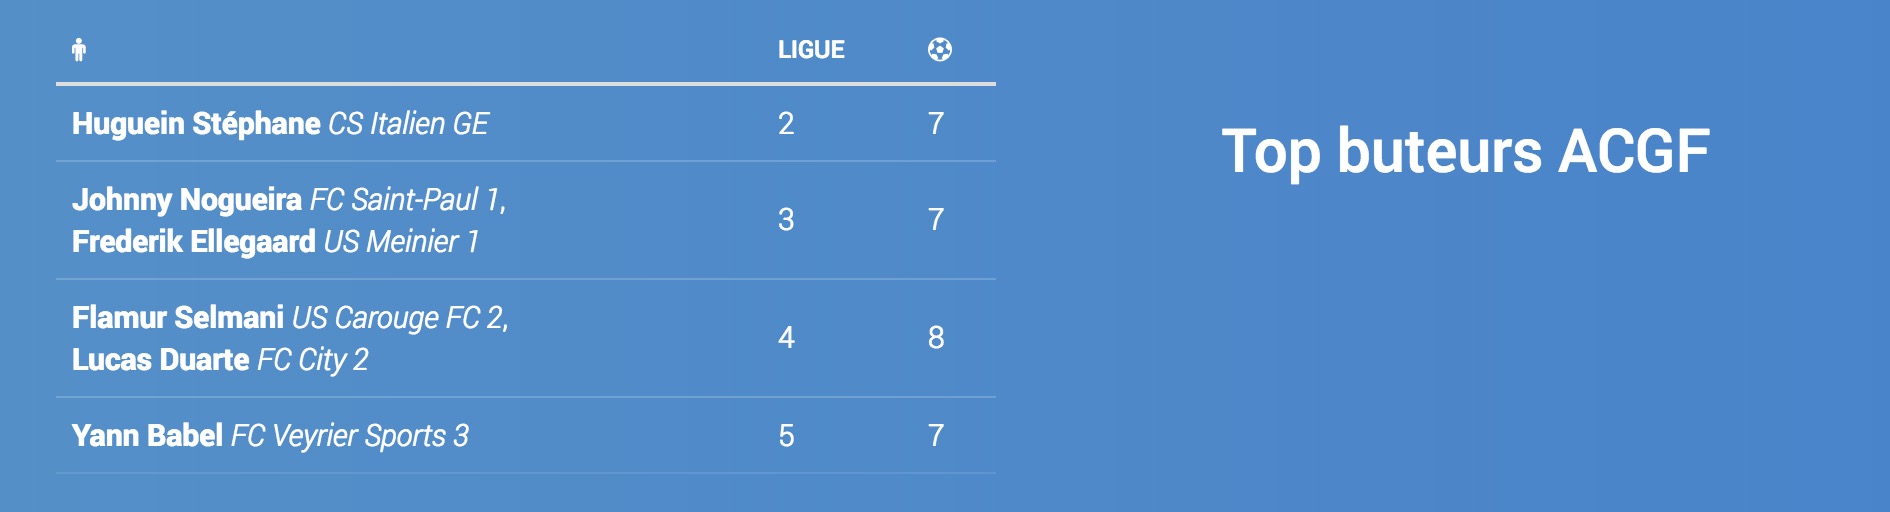 LIGUE
Huguein Stéphane CS Italien GE 2 7
Johnny Nogueira FC Saint-Paul 1,
Frederik Ellegaard US Meinier 1
3 7
Flamur Selmani US Carouge FC 2,
Lucas Duarte FC City 2
4 8
Yann Babel FC Veyrier Sports 3 5 7
Top buteurs ACGF